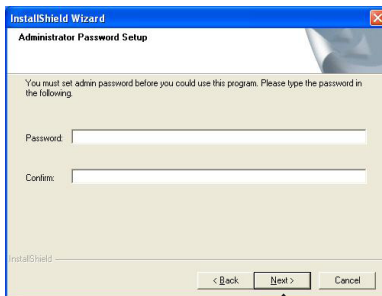 InstallShield Wizard
Administrator Password Setup
You must set admin password before you could use this program. Please type the password in
the following.
Password:
Confirm:
InstallShield
< Back
Next >
Cancel